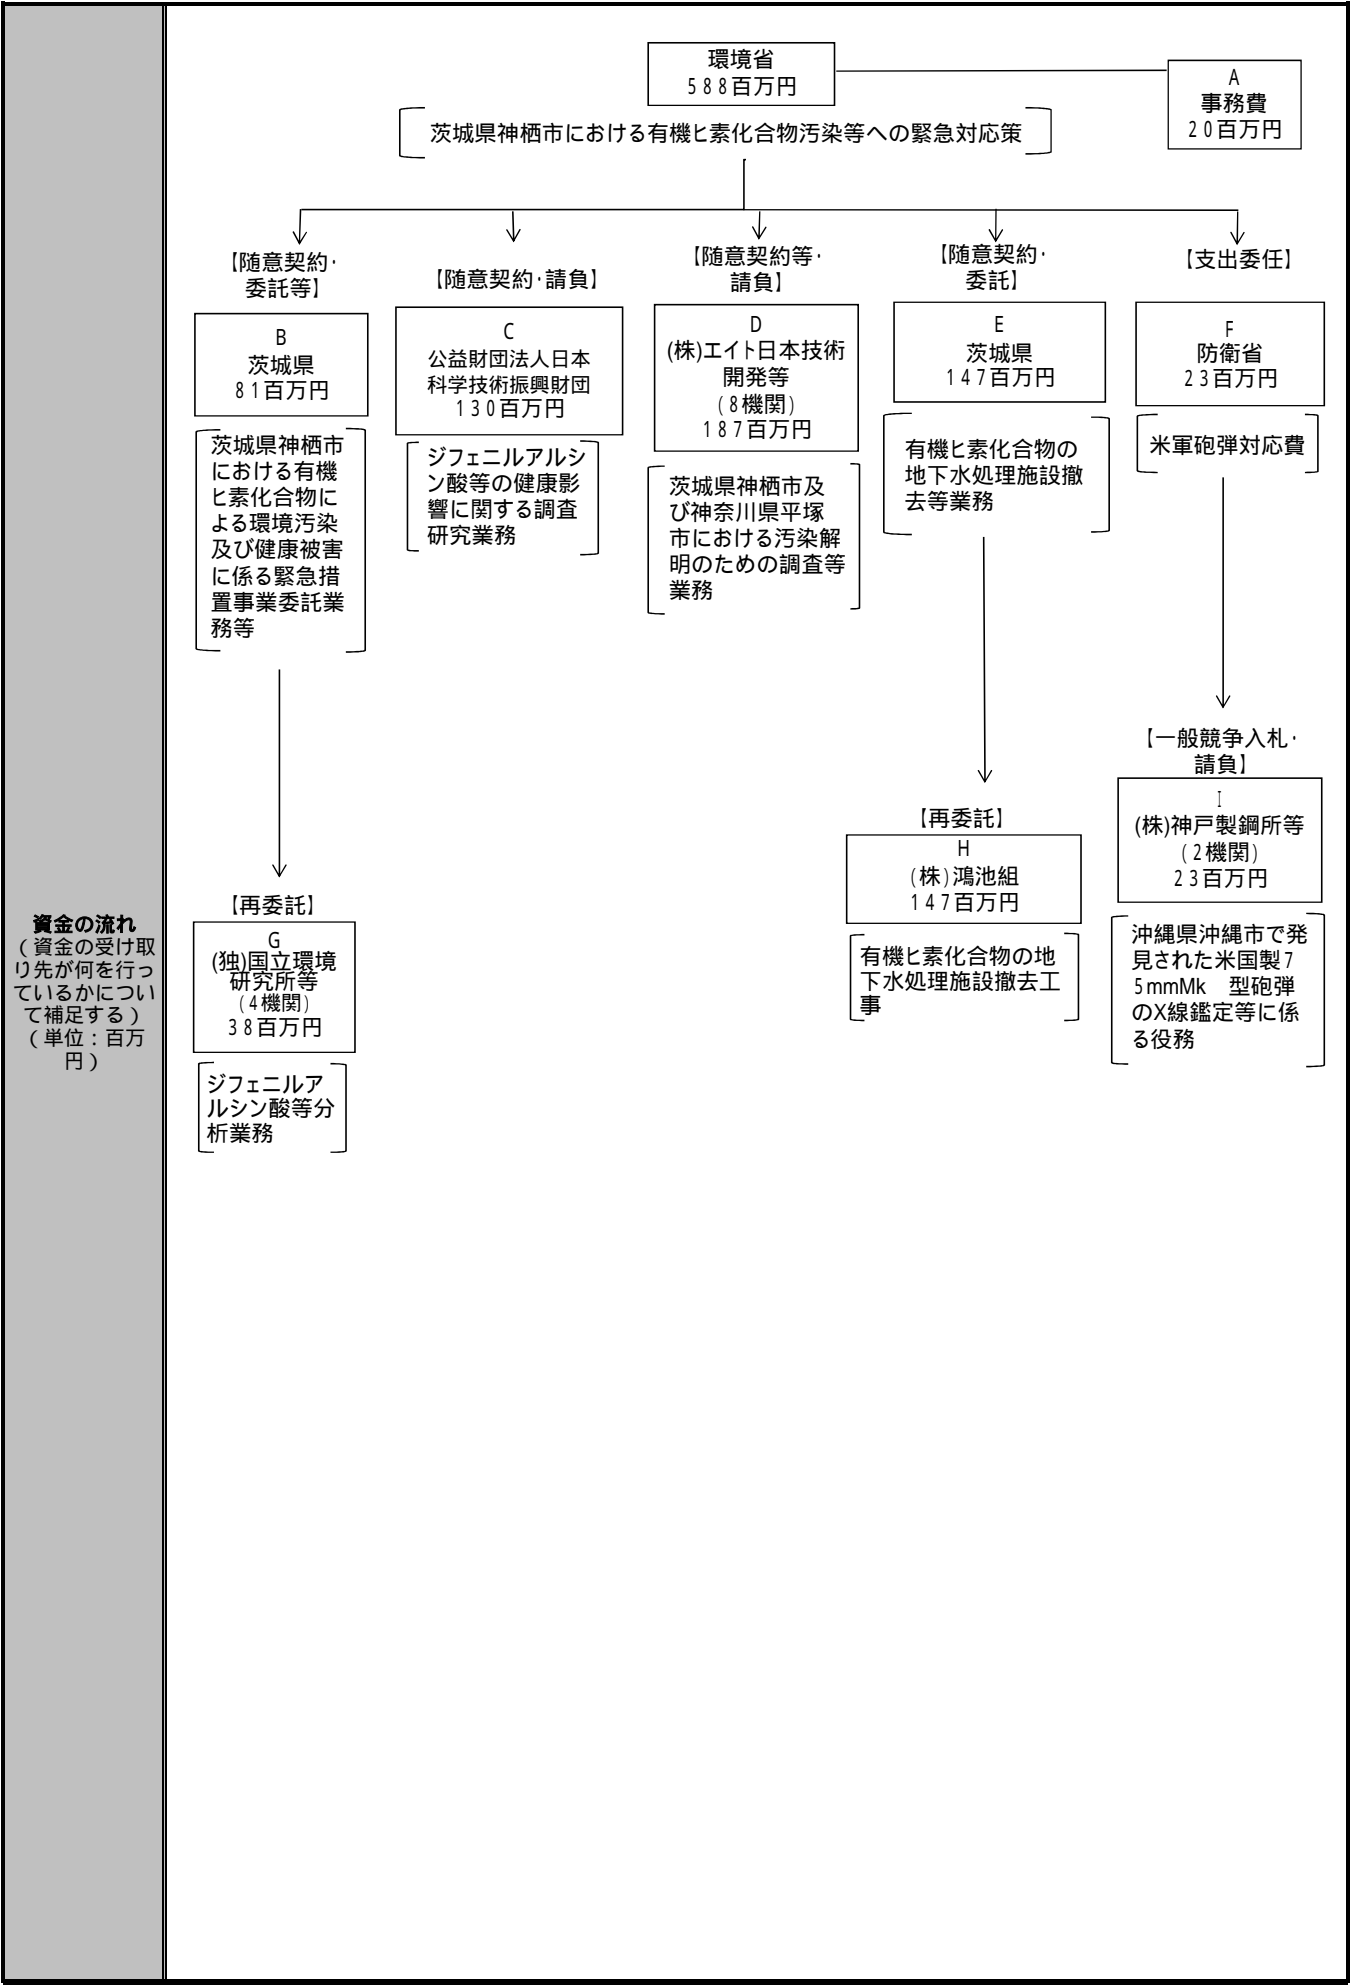 環境省
588百万円
A
事務費
20百万円
茨城県神栖市における有機ヒ素化合物汚染等への緊急対応策
【随意契約・
委託等】
B
茨城県
81百万円
茨城県神栖市
における有機
ヒ素化合物に
よる環境汚染
及び健康被害
に係る緊急措
置事業委託業
務等
【随意契約・請負】
C
公益財団法人日本
科学技術振興財団
130百万円
ジフェニルアルシ
ン酸等の健康影
響に関する調査
研究業務
【随意契約等・
請負】
D
(株)エイト日本技術
開発等
(8機関)
187百万円
茨城県神栖市及
び神奈川県平塚
市における汚染解
明のための調査等
業務
【随意契約・
委託】
E
茨城県
147百万円
有機ヒ素化合物の
地下水処理施設撤
去等業務
【支出委任】
F
防衛省
23百万円
米軍砲弾対応費
【再委託】
G
(独)国立環境
研究所等
(4機関)
38百万円
ジフェニルア
ルシン酸等分
析業務
【再委託】
H
(株)鴻池組
147百万円
有機ヒ素化合物の地
下水処理施設撤去工
事
【一般競争入札・
請負】
I
(株)神戸製鋼所等
(2機関)
23百万円
沖縄県沖縄市で発
見された米国製7
5mmMk　型砲弾
のX線鑑定等に係
る役務
資金の流れ
(資金の受け取
り先が何を行っ
ているかについ
て補足する)
(単位：百万
円)